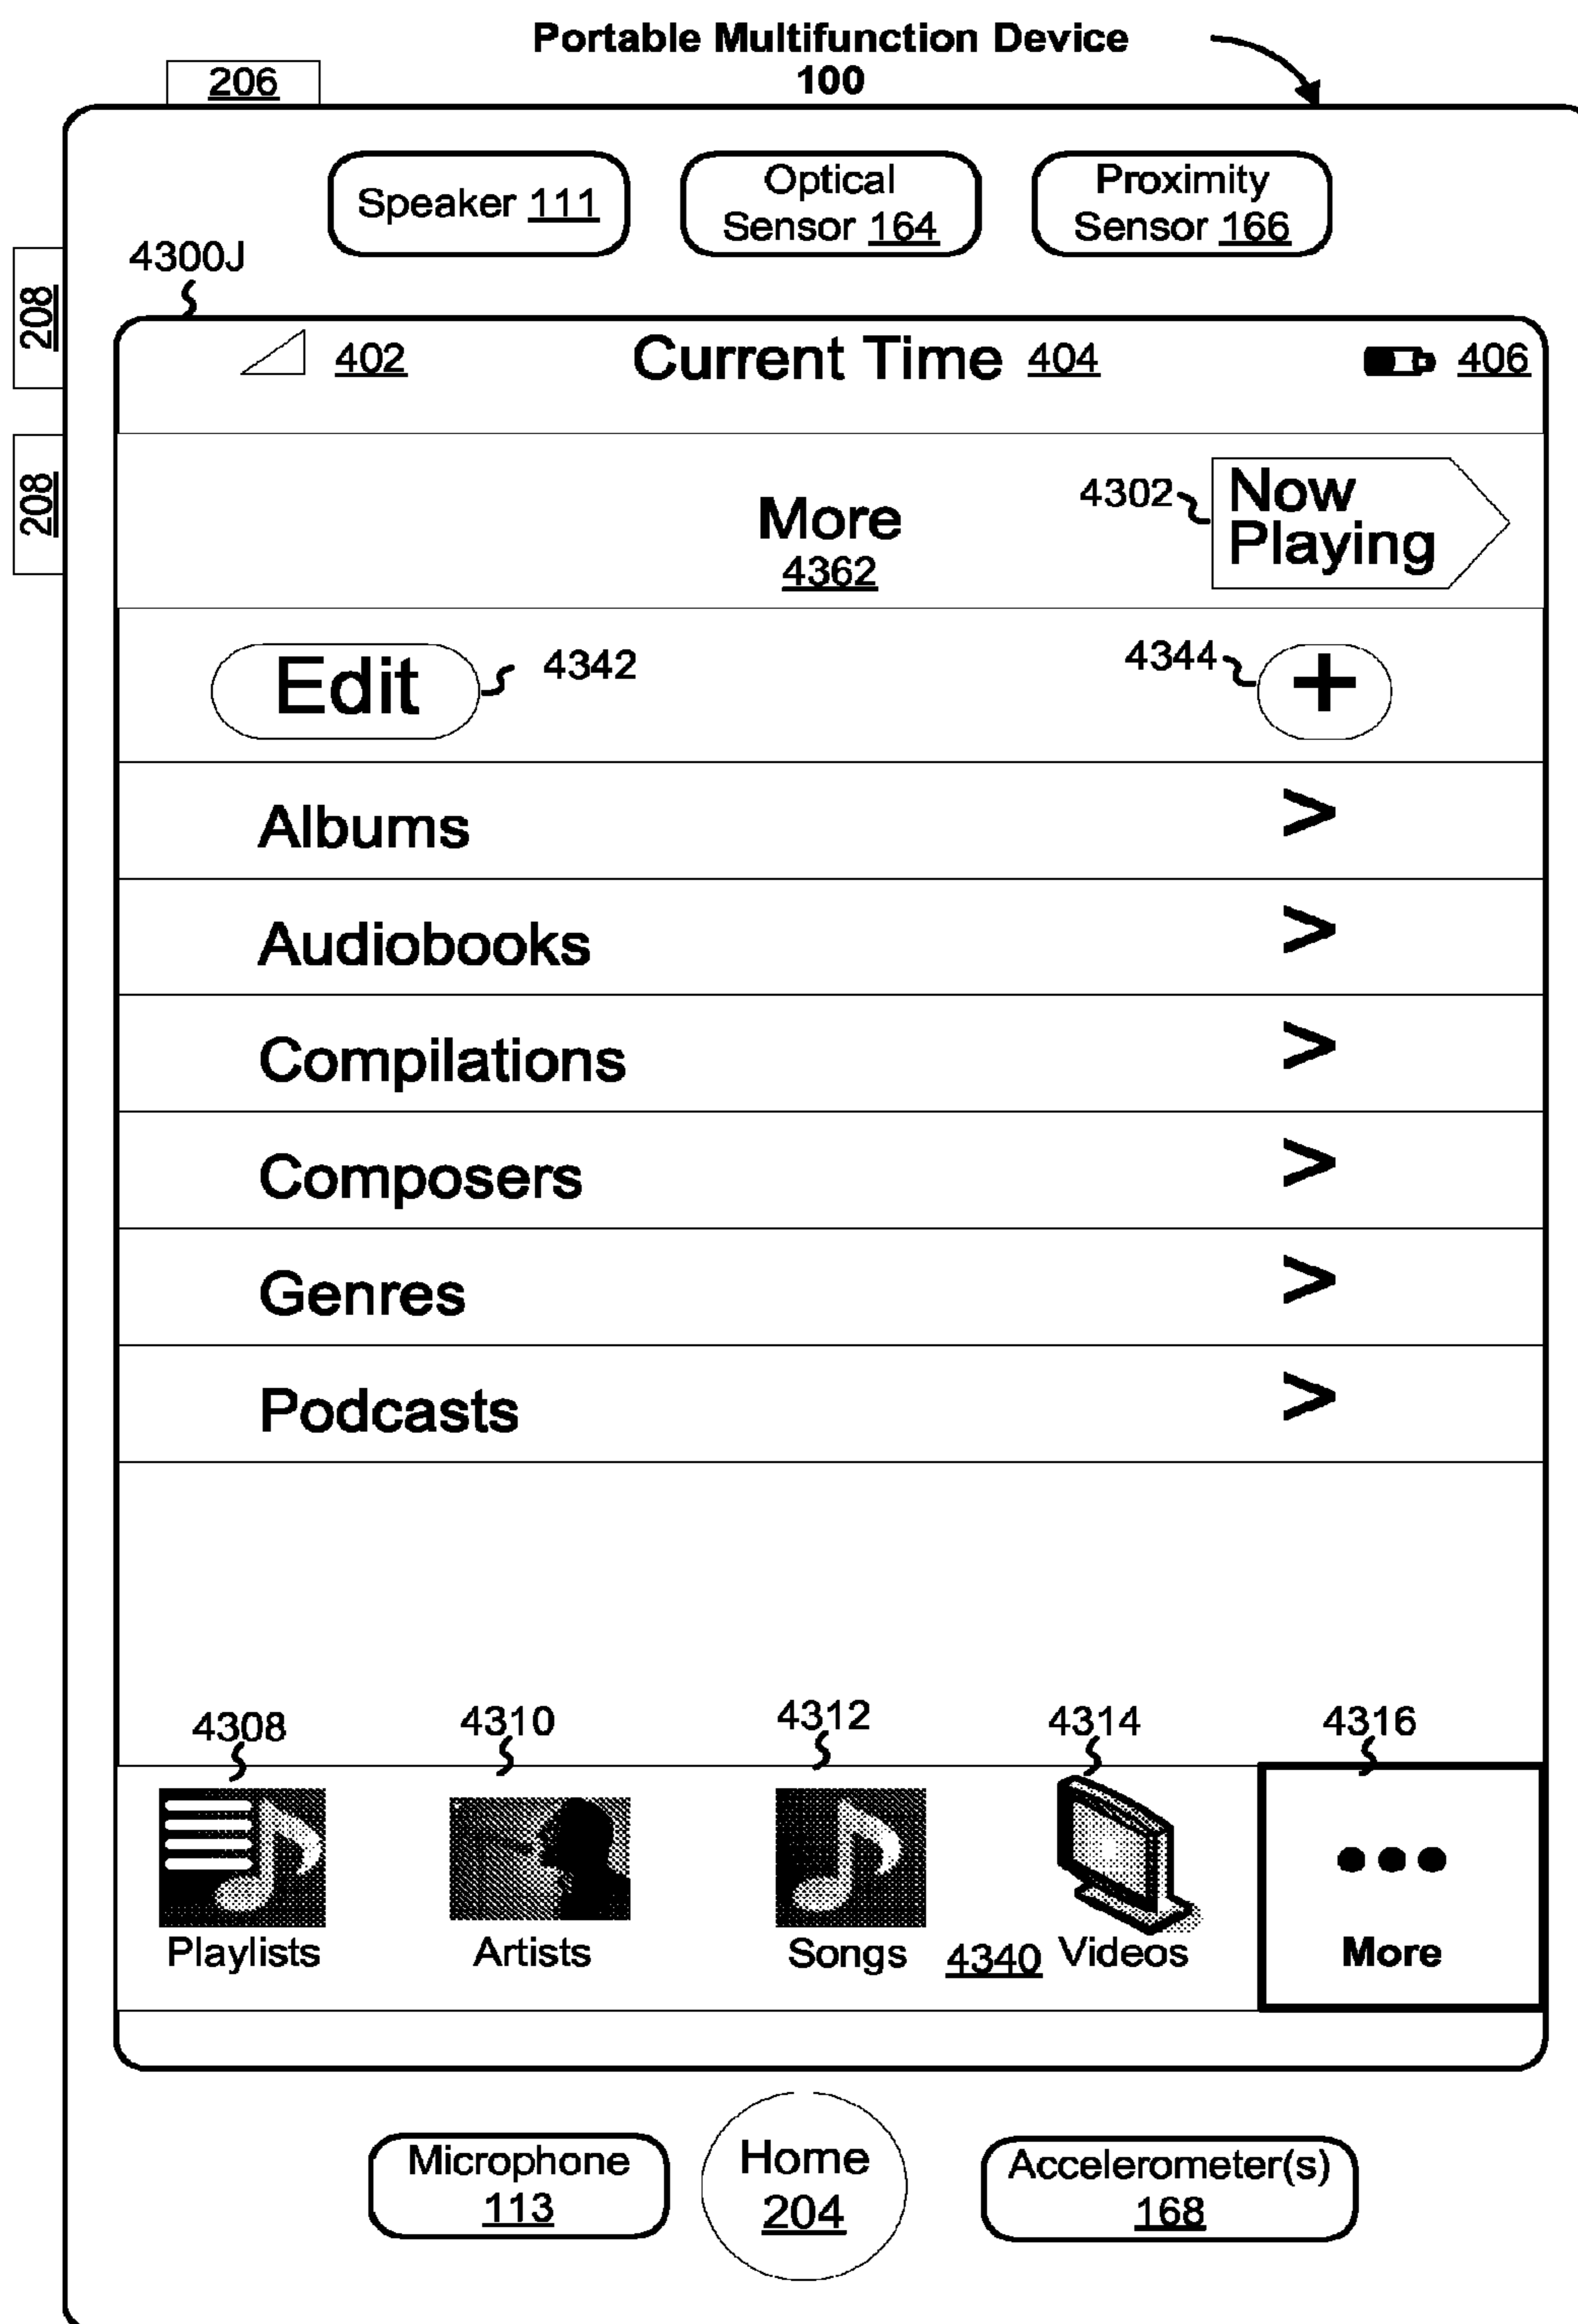 Portable Multifunction Device
100
206
Speaker 111
Optical
Sensor 164
Proximity
Sensor 166
4300J
208
208
402
Current Time 404
406
More
4362
4302
Now
Playing
Edit
4342
4344
+
Albums >
Audiobooks >
Compilations >
Composers >
Genres >
Podcasts >
4308
4310
4312
4314
4316
Playlists
Artists
Songs
4340
Videos
More
Microphone
113
Home
204
Accelerometer(s)
168